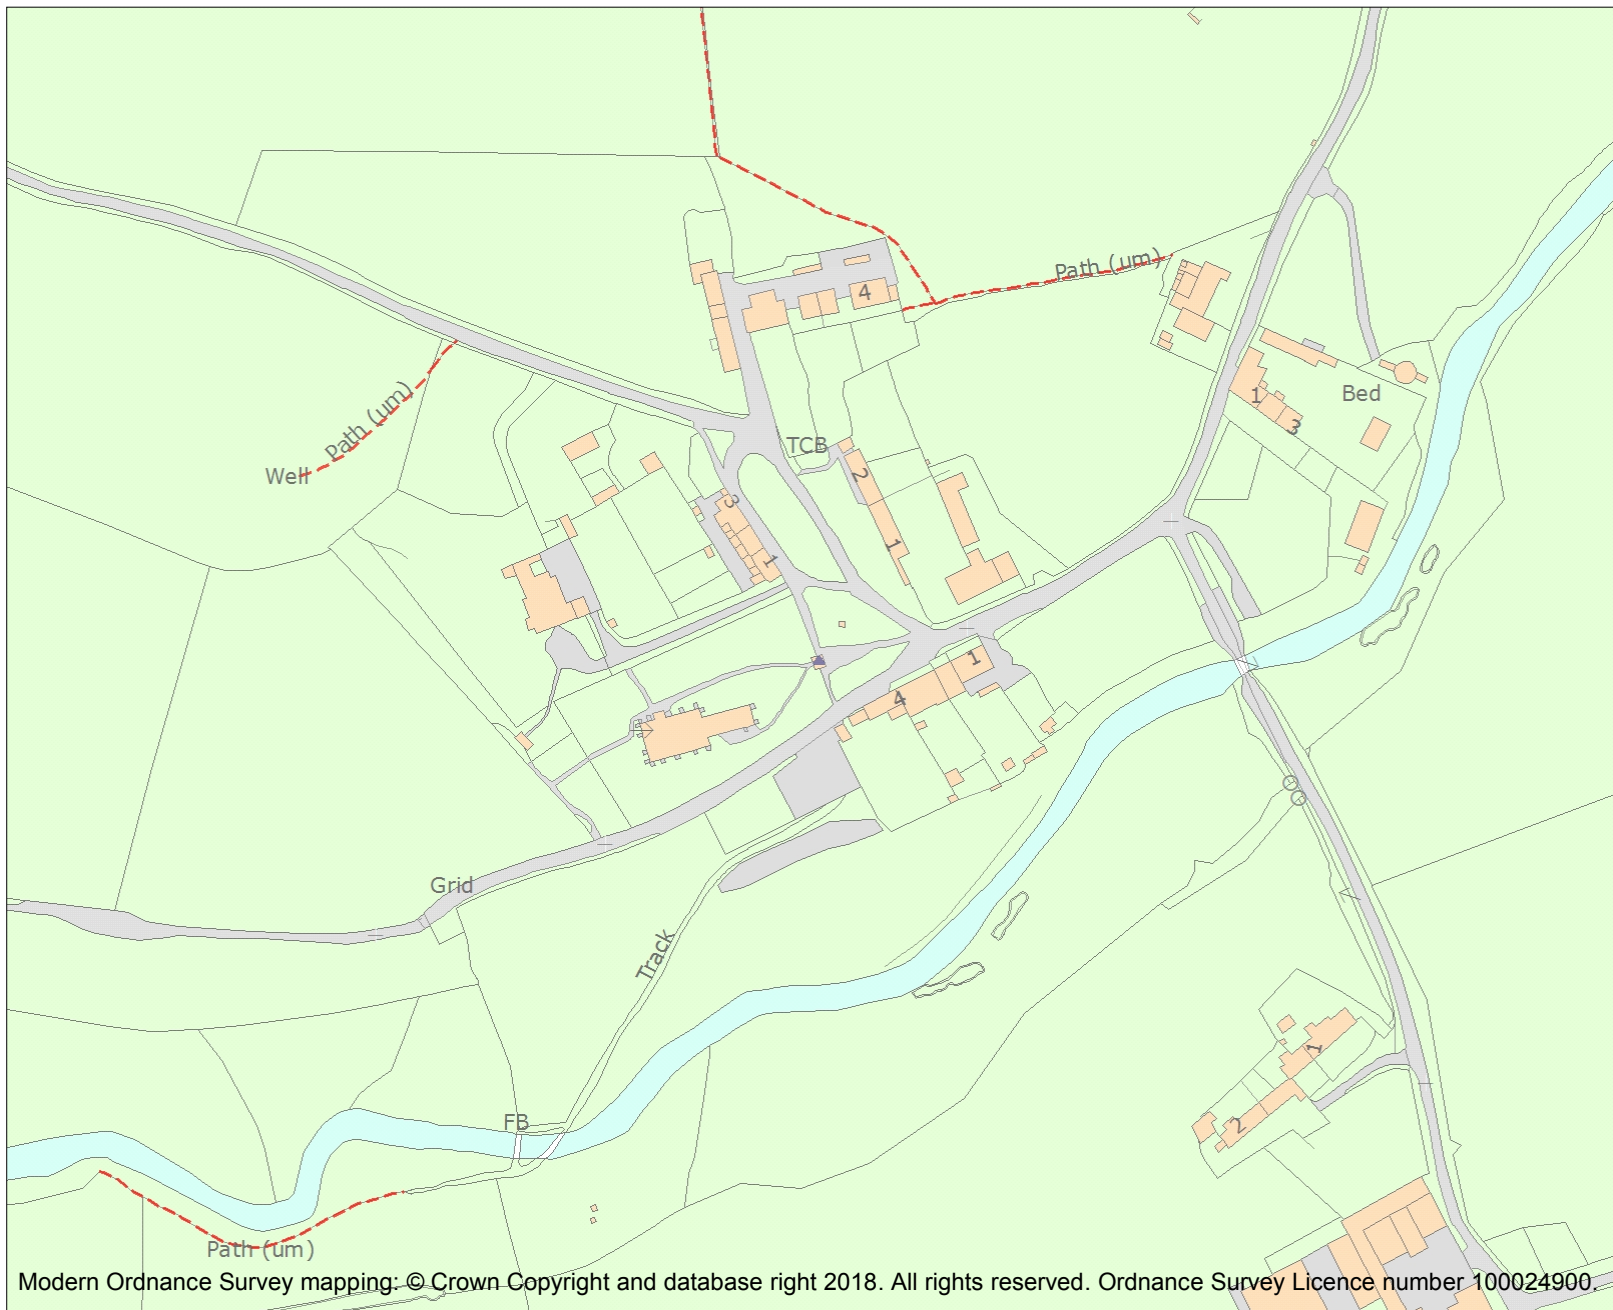 Path (um)
4
Path (um)
Bed
1
3
TCB
Well
2
3
1
1
1
4
Grid
Track
1
FB
2
Path (um)
Modern Ordnance Survey mapping: © Crown Copyright and database right 2018. All rights reserved. Ordnance Survey Licence number 100024900.